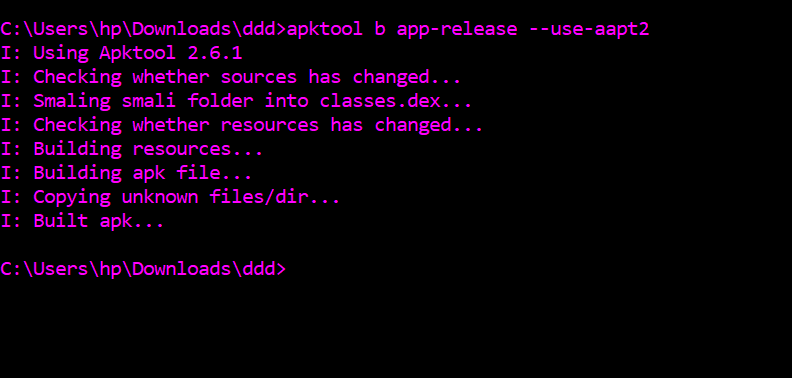 C:\Users\hp\Downloads\ddd>apktool b app-release --use-aapt2
I: Using Apktool 2.6.1
I: Checking whether sources has changed...
I: Smaling smali folder into classes.dex...
I: Checking whether resources has changed...
I: Building resources...
I: Building apk file...
I: Copying unknown files/dir...
I: Built apk...
C:\Users\hp\Downloads\ddd>